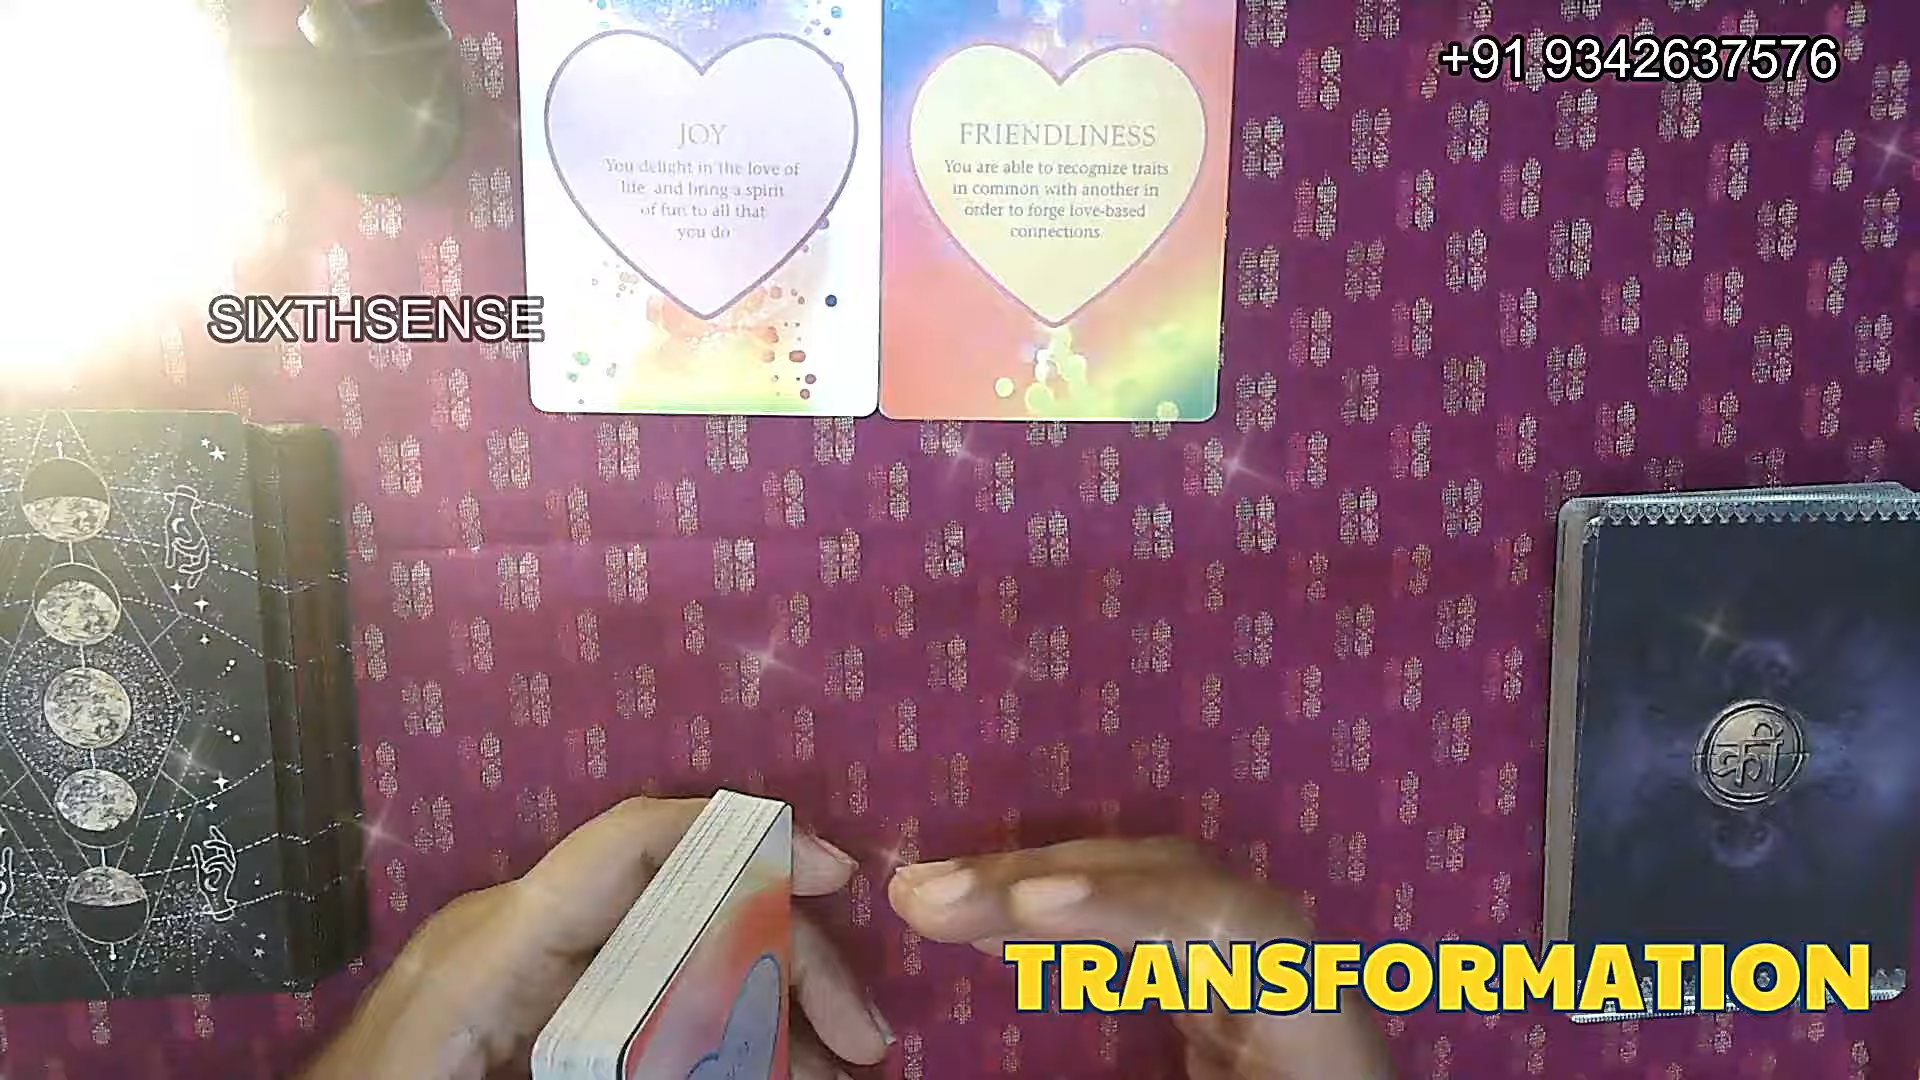 +91 9342637576
JOY
You delight in the love of
life and bring a spirit
of fun to all that
you do
FRIENDLINESS
You are able to recognize traits
in common with another in
order to forge love-based
connections
SIXTHSENSE
क्रीं
TRANSFORMATION